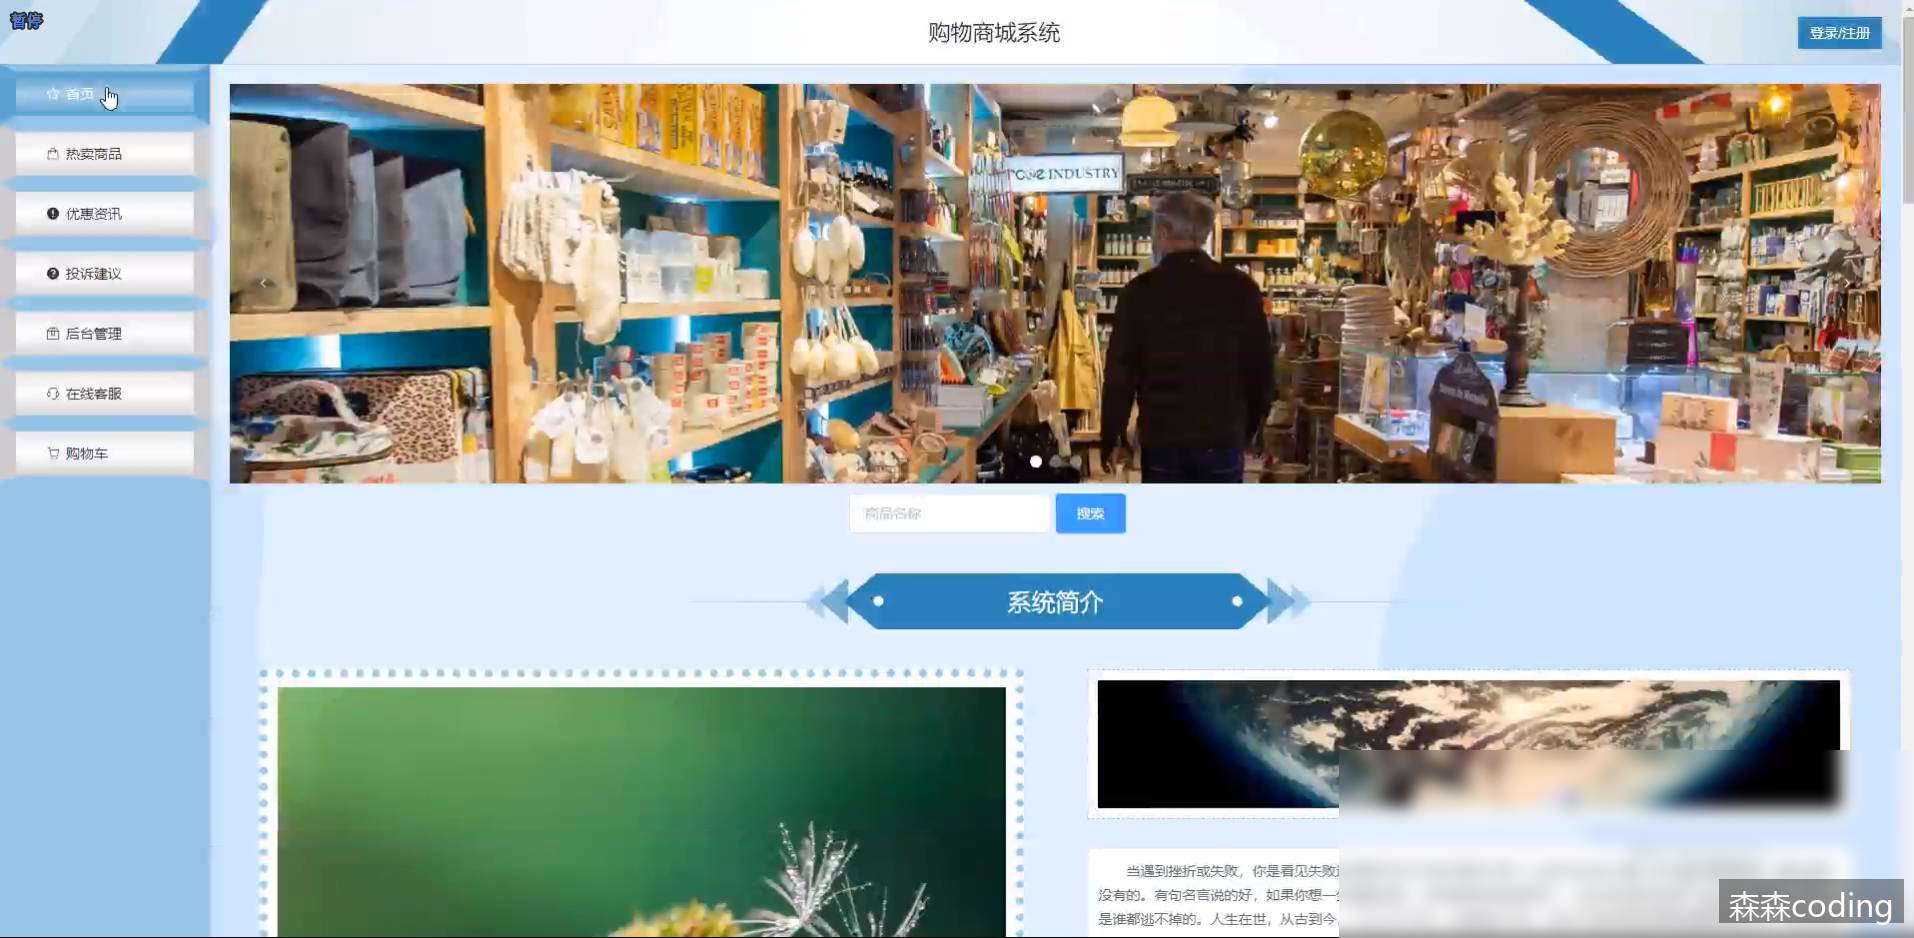 暂停
购物商城系统
登录/注册
首页
热卖商品
优惠资讯
投诉建议
后台管理
在线客服
购物车
INDUSTRY
商品名称
搜索
系统简介
当遇到挫折或失败，你是看见失败
没有的。有句名言说的好，如果你想一
是谁都逃不掉的。人生在世，从古到今
森森coding